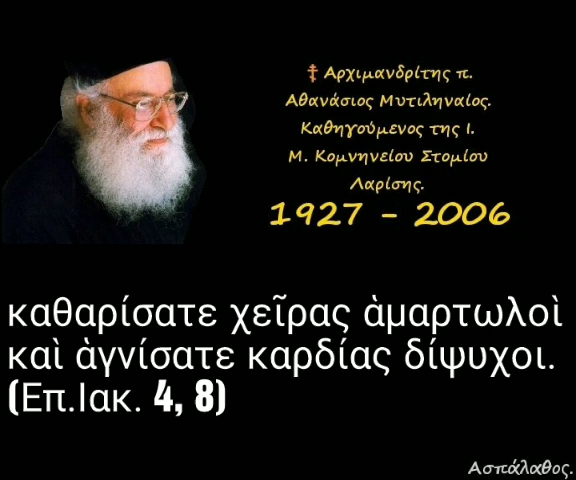 ‡ Αρχιμανδρίτης π.
Αθανάσιος Μυτιληναίος.
Καθηγούμενος της Ι.
Μ. Κομνηνείου Στομίου
Λαρίσης.
1927 - 2006
καθαρίσατε χεῖρας ἁμαρτωλοὶ
καὶ ἁγνίσατε καρδίας δίψυχοι.
(Επ.Ιακ. 4, 8)
Ασπάλαθος.